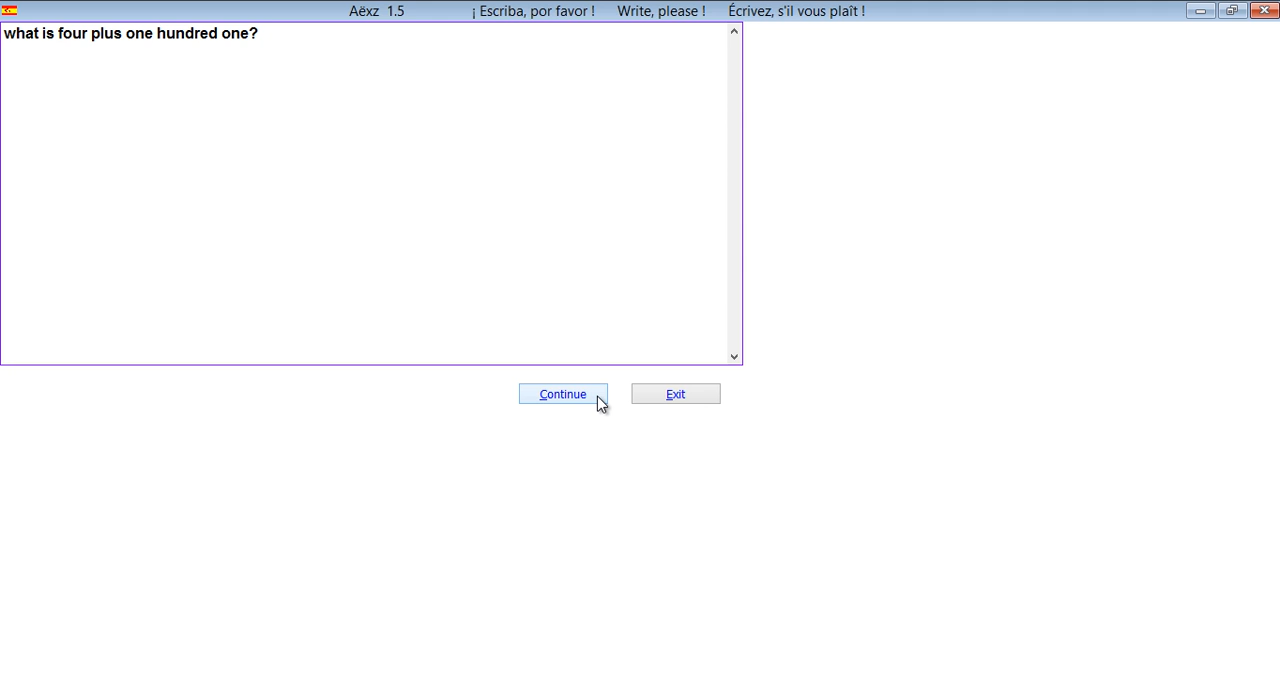 Aëxz 1.5 ¡ Escriba, por favor ! Write, please ! Écrivez, s'il vous plaît !
what is four plus one hundred one?
Continue Exit